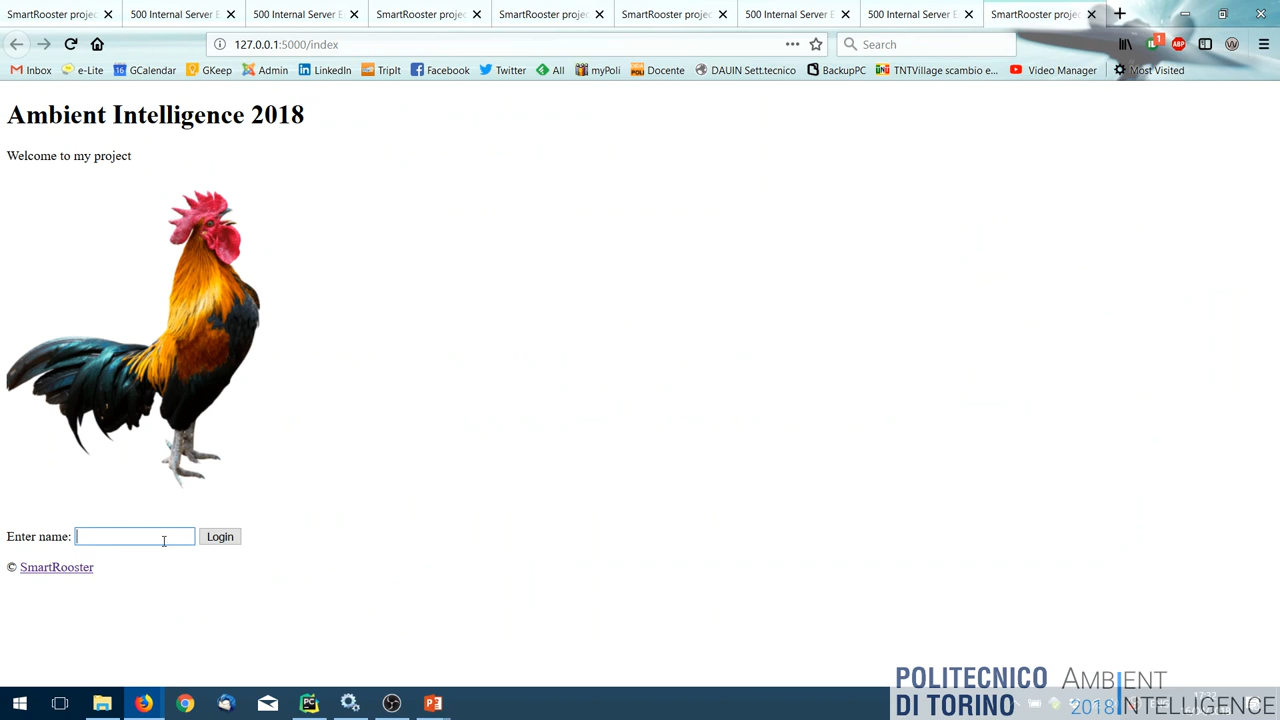 SmartRooster projec
500 Internal Server E
500 Internal Server E
SmartRooster projec
SmartRooster projec
SmartRooster projec
500 Internal Server E
500 Internal Server E
SmartRooster projec
127.0.0.1:5000/index
Search
1
ABP
Inbox
e-Lite
GCalendar
GKeep
Admin
LinkedIn
TripIt
Facebook
Twitter
All
myPoli
Docente
DAUIN Sett.tecnico
BackupPC
TNTVillage scambio e...
Video Manager
Most Visited
Ambient Intelligence 2018
Welcome to my project
Enter name:
Login
© SmartRooster
POLITECNICO
DI TORINO
AMBIENT
2018 INTELLIGENCE